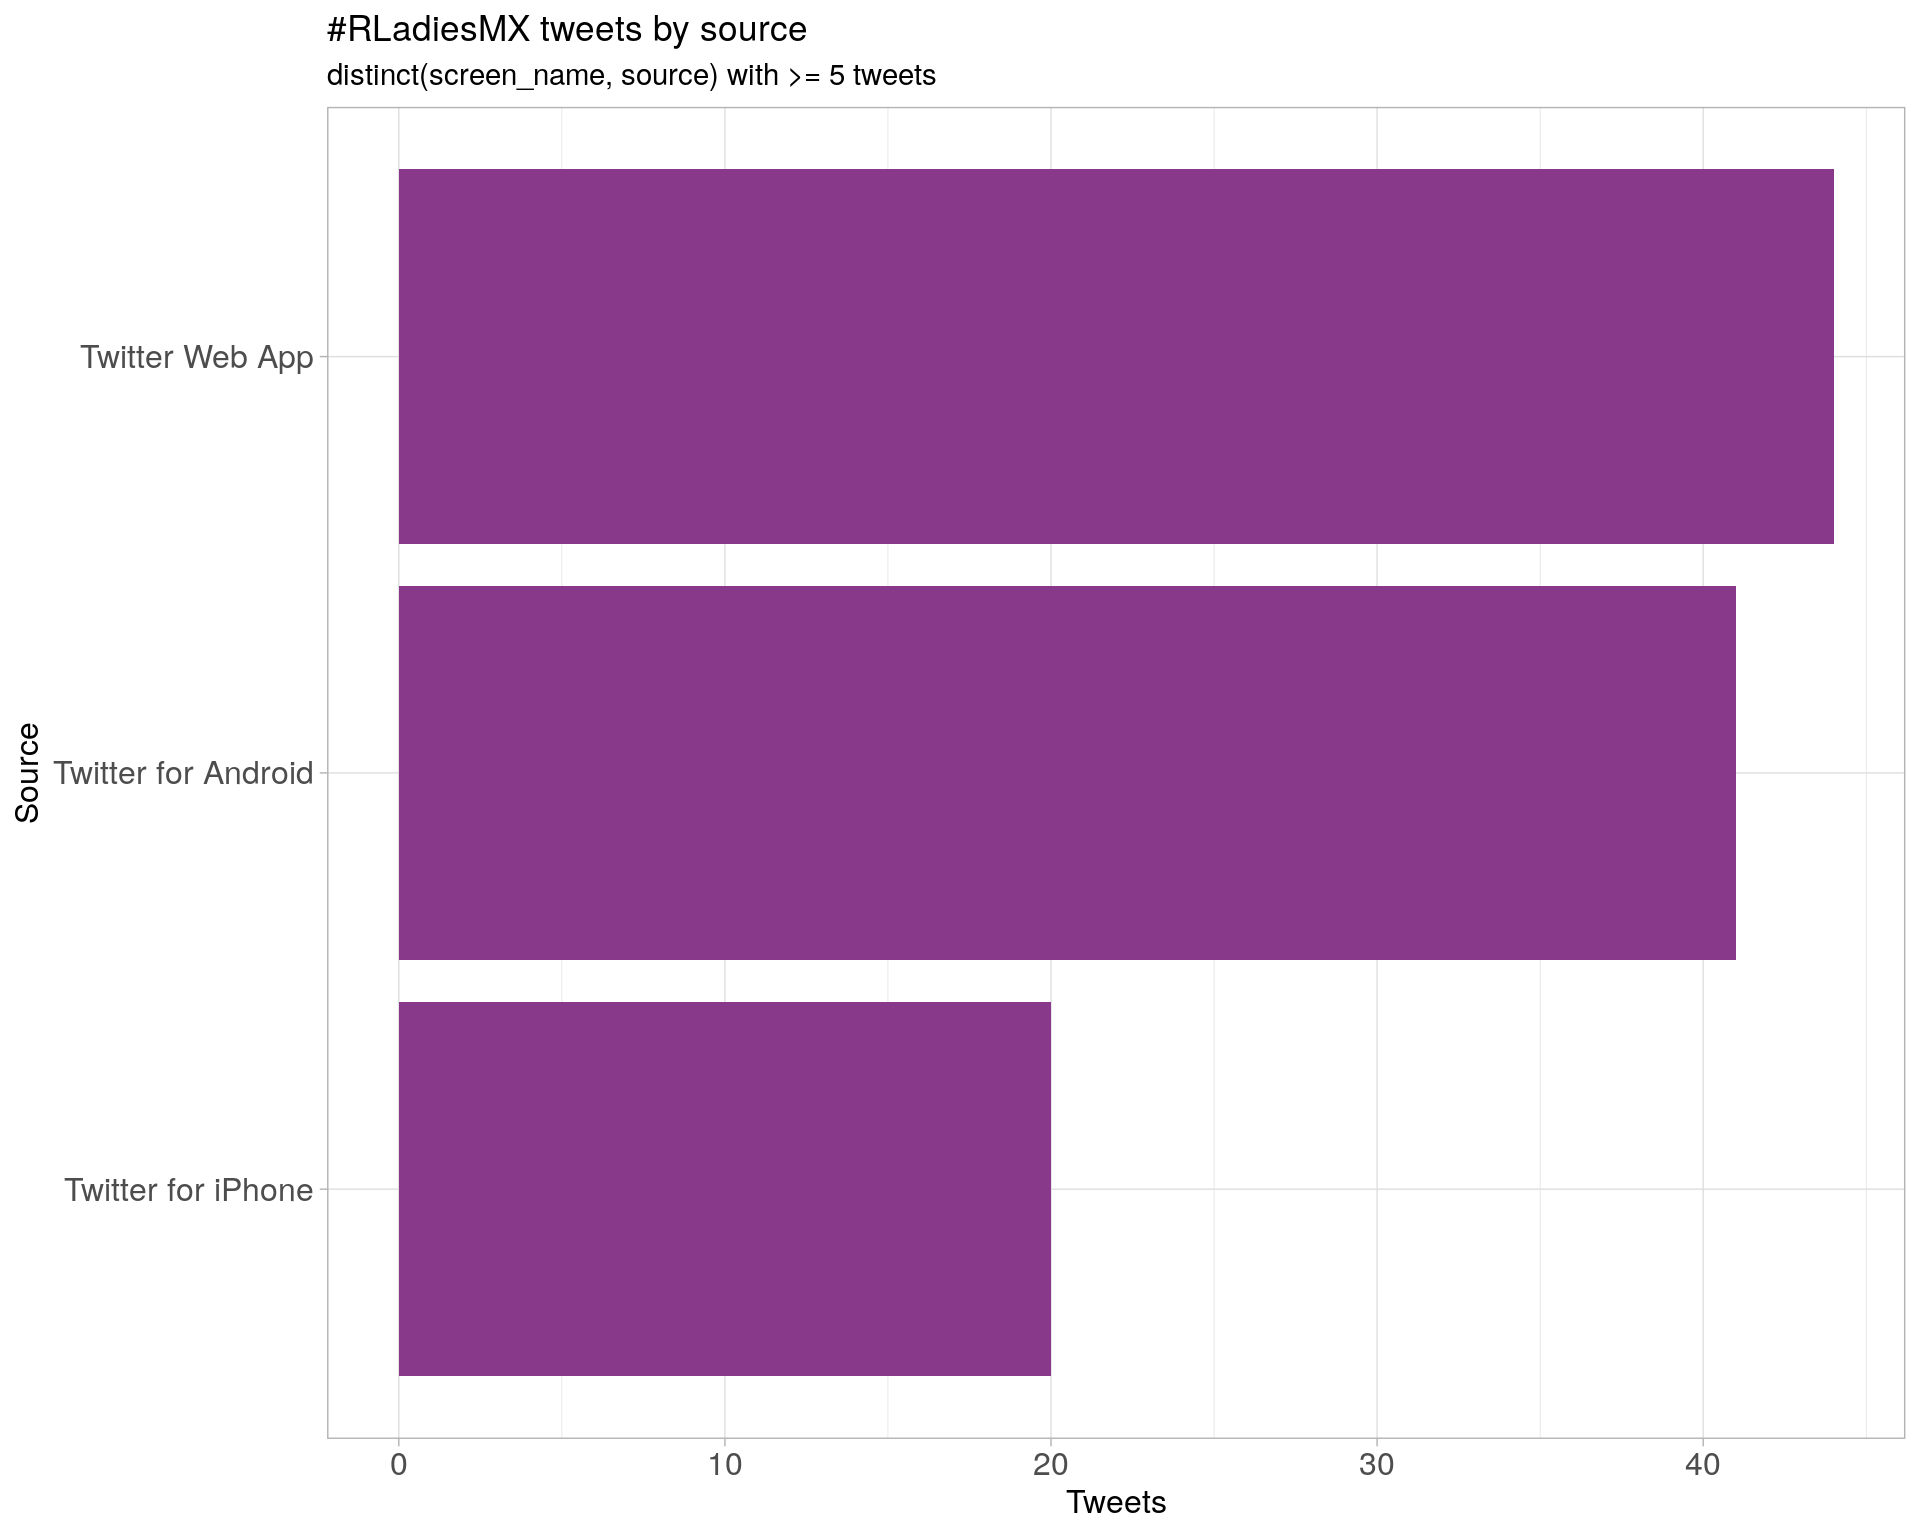 #RLadiesMX tweets by source
distinct(screen_name, source) with >= 5 tweets
Source
Twitter Web App
Twitter for Android
Twitter for iPhone
0 10 20 30 40
Tweets